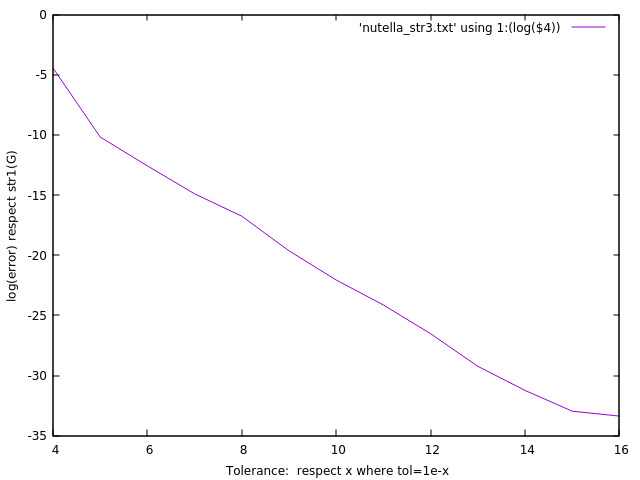 'nutella_str3.txt' using 1:(log($4))
0
-5
-10
-15
-20
-25
-30
-35
log(error) respect str1(G)
4 6 8 10 12 14 16
Tolerance:  respect x where tol=1e-x